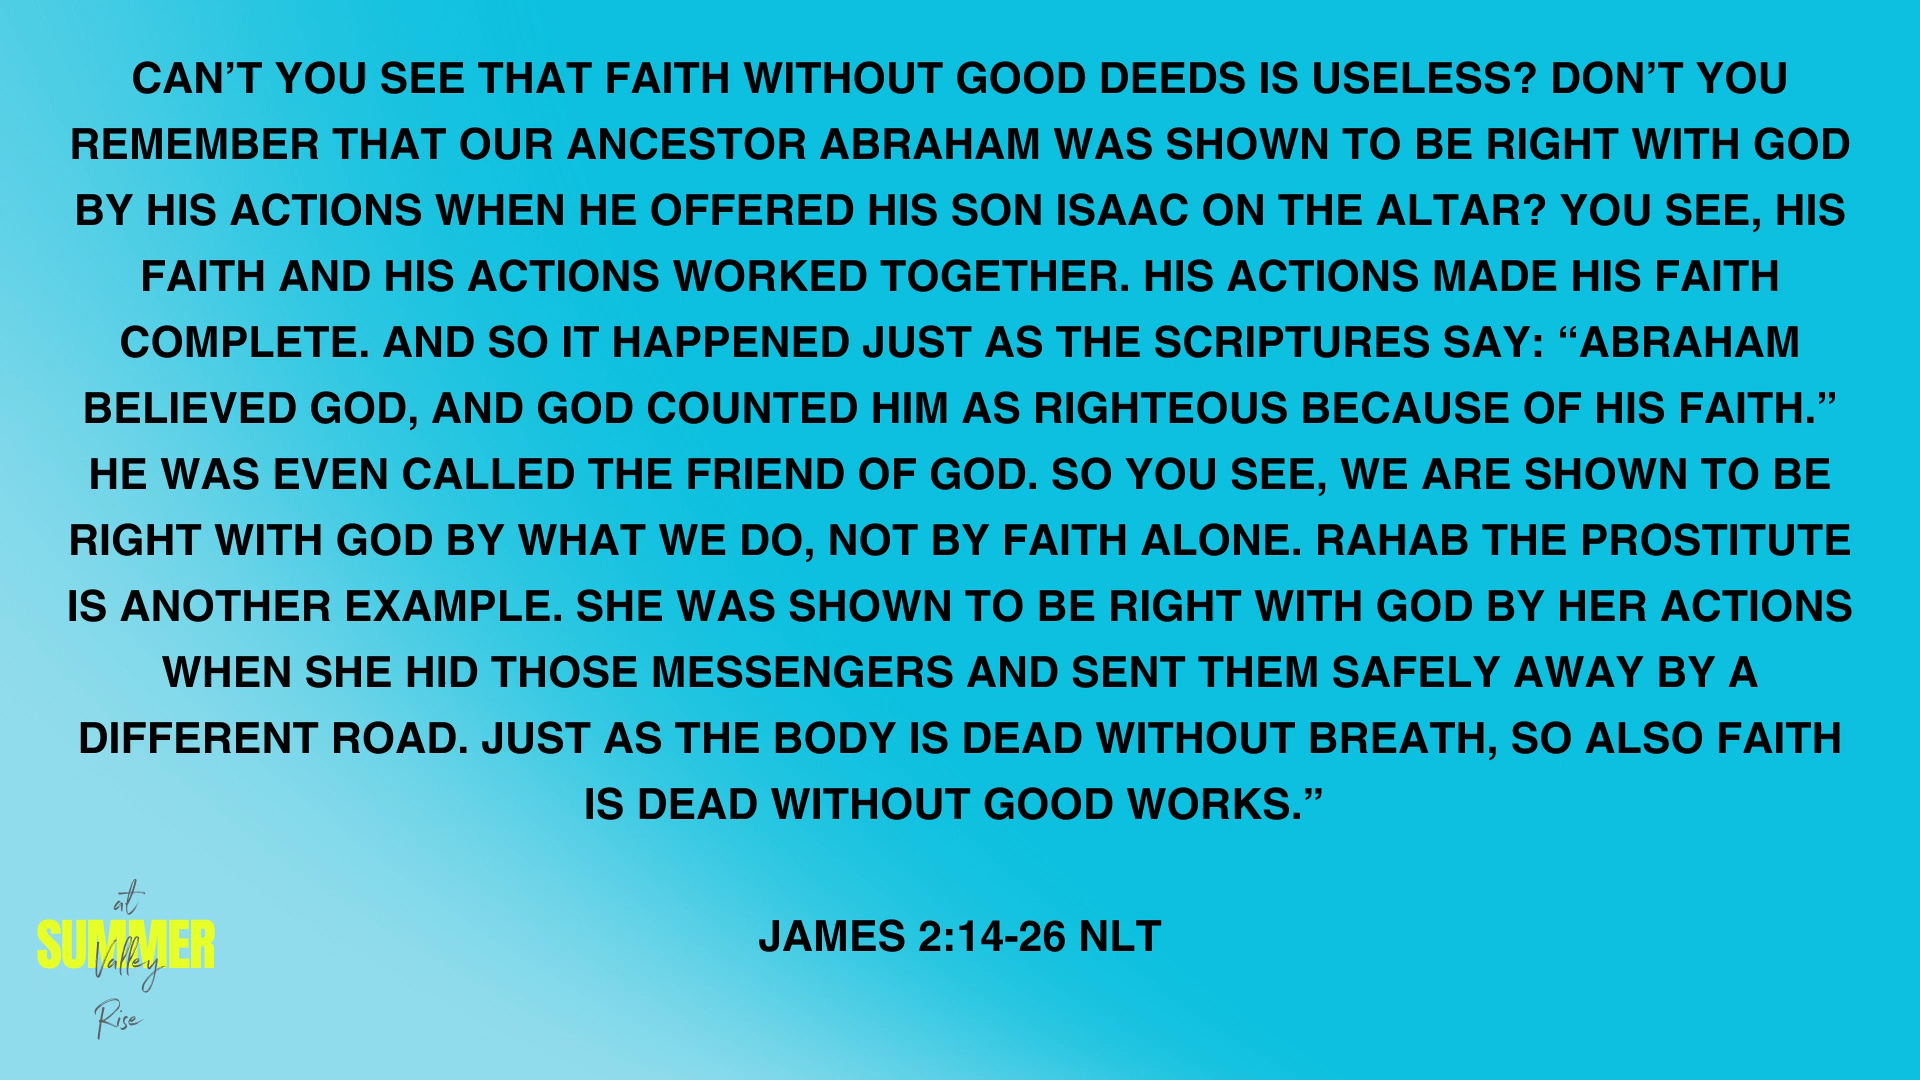 CAN’T YOU SEE THAT FAITH WITHOUT GOOD DEEDS IS USELESS? DON’T YOU
REMEMBER THAT OUR ANCESTOR ABRAHAM WAS SHOWN TO BE RIGHT WITH GOD
BY HIS ACTIONS WHEN HE OFFERED HIS SON ISAAC ON THE ALTAR? YOU SEE, HIS
FAITH AND HIS ACTIONS WORKED TOGETHER. HIS ACTIONS MADE HIS FAITH
COMPLETE. AND SO IT HAPPENED JUST AS THE SCRIPTURES SAY: “ABRAHAM
BELIEVED GOD, AND GOD COUNTED HIM AS RIGHTEOUS BECAUSE OF HIS FAITH.”
HE WAS EVEN CALLED THE FRIEND OF GOD. SO YOU SEE, WE ARE SHOWN TO BE
RIGHT WITH GOD BY WHAT WE DO, NOT BY FAITH ALONE. RAHAB THE PROSTITUTE
IS ANOTHER EXAMPLE. SHE WAS SHOWN TO BE RIGHT WITH GOD BY HER ACTIONS
WHEN SHE HID THOSE MESSENGERS AND SENT THEM SAFELY AWAY BY A
DIFFERENT ROAD. JUST AS THE BODY IS DEAD WITHOUT BREATH, SO ALSO FAITH
IS DEAD WITHOUT GOOD WORKS.”
JAMES 2:14-26 NLT
at
SUMMER
Valley
Rise